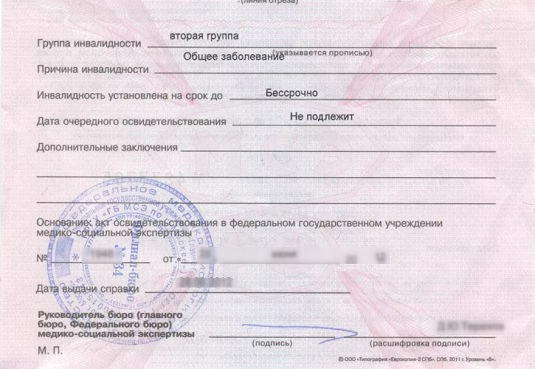 (линия отреза)
Группа инвалидности вторая группа
(указывается прописью)
Причина инвалидности Общее заболевание
Инвалидность установлена на срок до Бессрочно
Дата очередного освидетельствования Не подлежит
Дополнительные заключения
Основание: акт освидетельствования в федеральном государственном учреждении
медико-социальной экспертизы
№ от
Дата выдачи справки
Руководитель бюро (главного
бюро, Федерального бюро)
медико-социальной экспертизы
(подпись) (расшифровка подписи)
М. П.
© ООО «Типография «Еврокопия-3 СПб». СПб. 2011 г. Уровень «В».